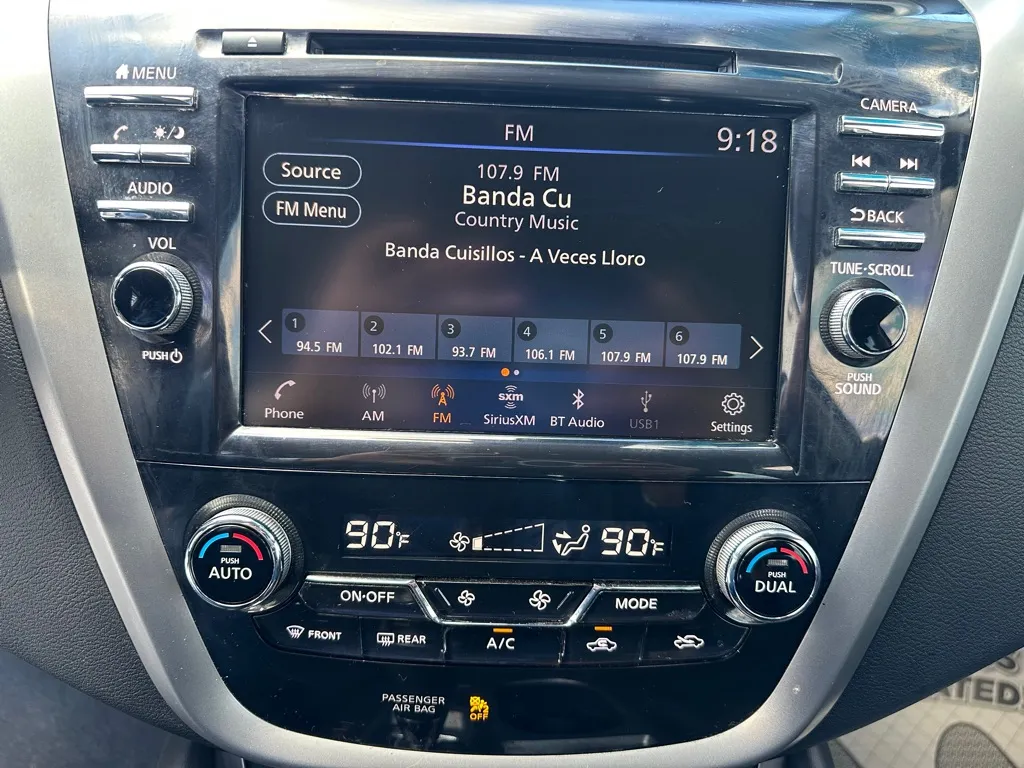 MENU
CAMERA
FM
9:18
Source
107.9 FM
Banda Cu
FM Menu
Country Music
AUDIO
BACK
Banda Cuisillos - A Veces Lloro
VOL
TUNE·SCROLL
1 2 3 4 5 6
94.5 FM 102.1 FM 93.7 FM 106.1 FM 107.9 FM 107.9 FM
PUSH
PUSH
SOUND
sxm
Phone AM FM SiriusXM BT Audio USB1 Settings
90°F
90°F
PUSH
AUTO
PUSH
DUAL
ON·OFF
MODE
FRONT
REAR
A/C
PASSENGER
AIR BAG
OFF
ATED.